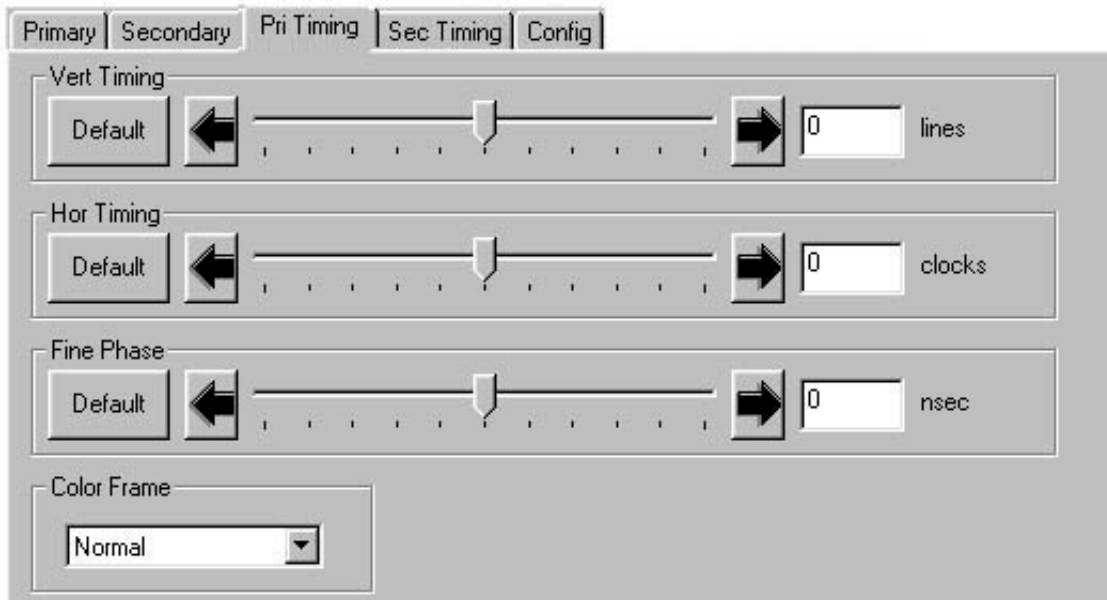 Primary Secondary Pri Timing Sec Timing Config
Vert Timing
Default 0 lines
Hor Timing
Default 0 clocks
Fine Phase
Default 0 nsec
Color Frame
Normal